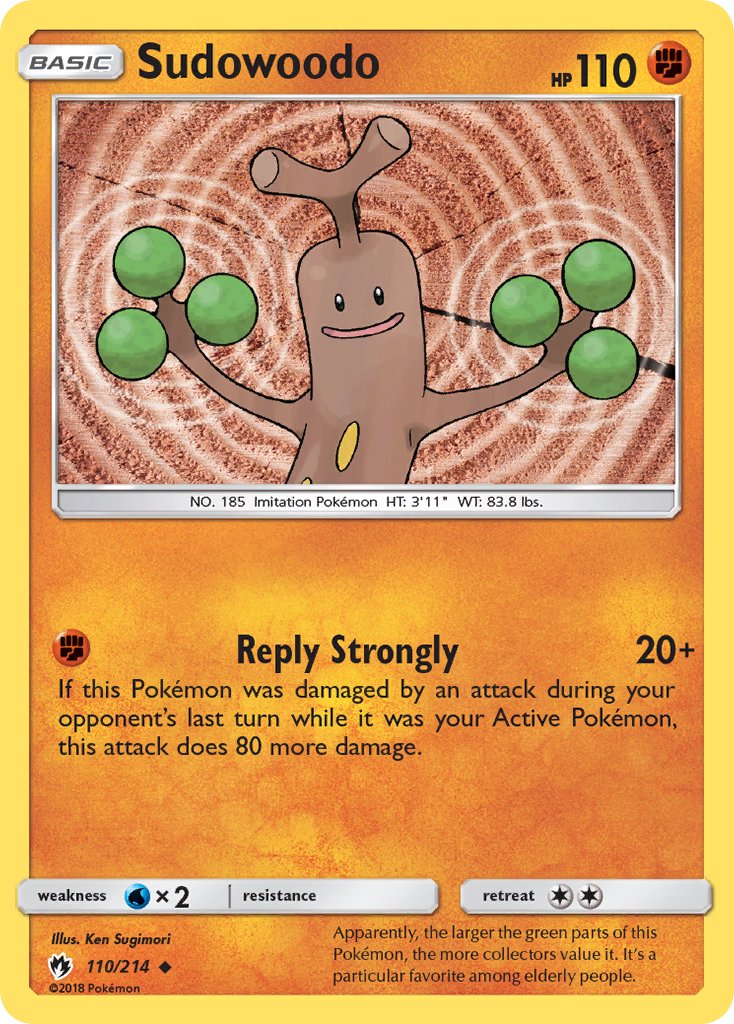 BASIC Sudowoodo HP 110
NO. 185 Imitation Pokémon HT: 3'11" WT: 83.8 lbs.
Reply Strongly 20+
If this Pokémon was damaged by an attack during your
opponent's last turn while it was your Active Pokémon,
this attack does 80 more damage.
weakness ×2 resistance retreat
Illus. Ken Sugimori
110/214
©2018 Pokémon
Apparently, the larger the green parts of this
Pokémon, the more collectors value it. It's a
particular favorite among elderly people.